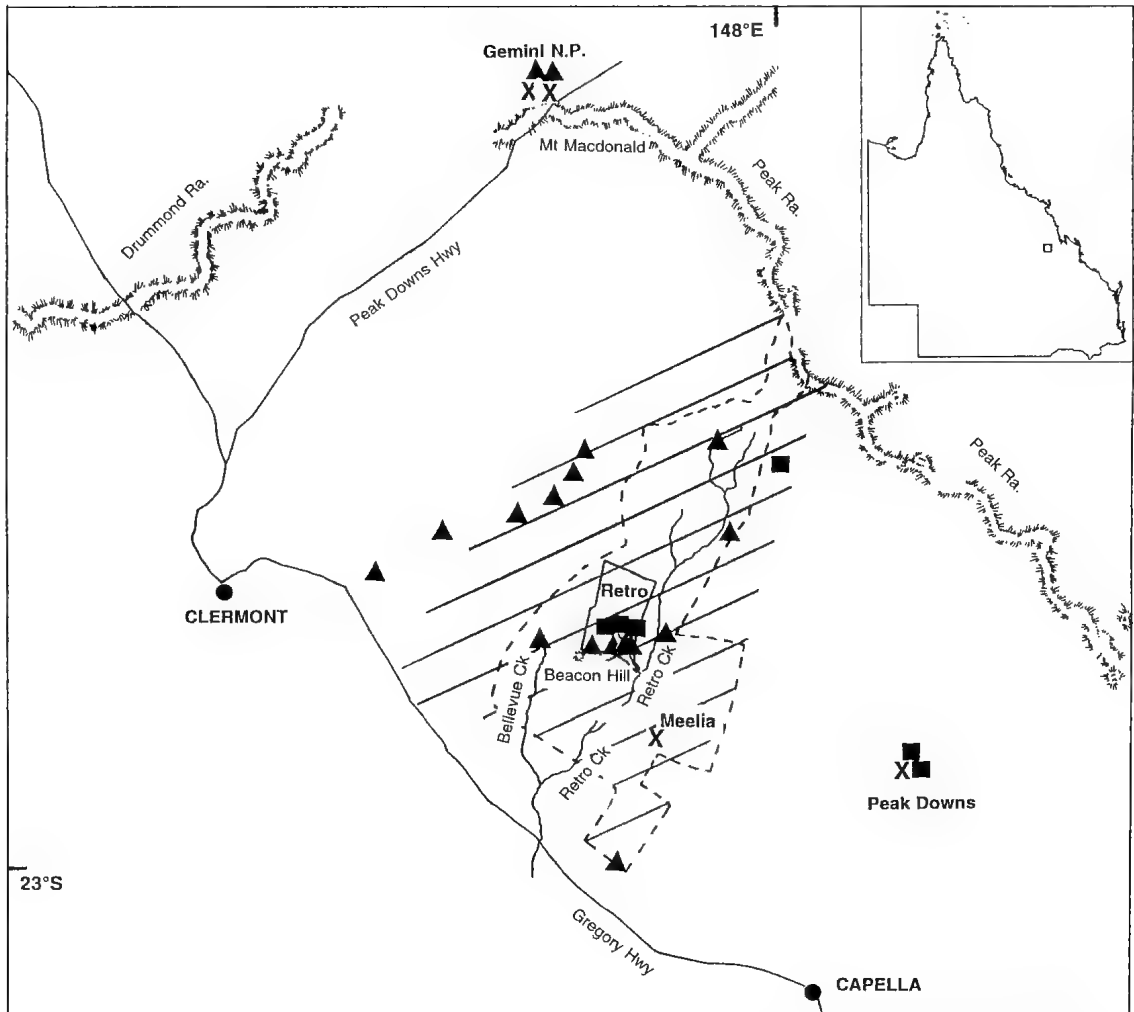 148°E
Gemini N.P.
X X
Mt Macdonald
Peak Ra.
Drummond Ra.
Peak Downs Hwy
Peak Ra.
CLERMONT
Retro
Beacon Hill
Bellevue Ck
Retro Ck
Meelia
X
Retro Ck
X
Peak Downs
23°S
Gregory Hwy
CAPELLA